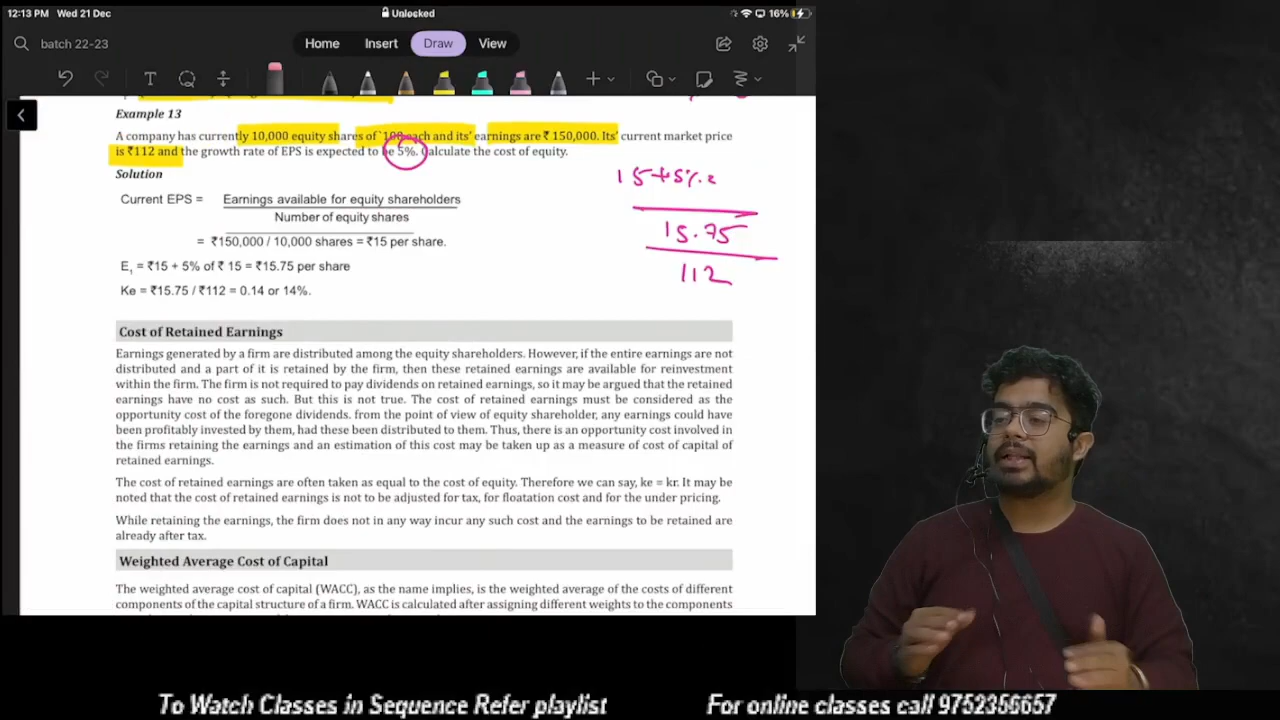 12:13 PM Wed 21 Dec
Unlocked
16%
batch 22-23
Home Insert Draw View
Example 13
A company has currently 10,000 equity shares of `100 each and its' earnings are ₹ 150,000. Its' current market price
is ₹112 and the growth rate of EPS is expected to be 5%. Calculate the cost of equity.
Solution
15+5%.
Current EPS = Earnings available for equity shareholders
Number of equity shares
15.75
= ₹150,000 / 10,000 shares = ₹15 per share.
112
E1 = ₹15 + 5% of ₹ 15 = ₹15.75 per share
Ke = ₹15.75 / ₹112 = 0.14 or 14%.
Cost of Retained Earnings
Earnings generated by a firm are distributed among the equity shareholders. However, if the entire earnings are not
distributed and a part of it is retained by the firm, then these retained earnings are available for reinvestment
within the firm. The firm is not required to pay dividends on retained earnings, so it may be argued that the retained
earnings have no cost as such. But this is not true. The cost of retained earnings must be considered as the
opportunity cost of the foregone dividends. from the point of view of equity shareholder, any earnings could have
been profitably invested by them, had these been distributed to them. Thus, there is an opportunity cost involved in
the firms retaining the earnings and an estimation of this cost may be taken up as a measure of cost of capital of
retained earnings.
The cost of retained earnings are often taken as equal to the cost of equity. Therefore we can say, ke = kr. It may be
noted that the cost of retained earnings is not to be adjusted for tax, for floatation cost and for the under pricing.
While retaining the earnings, the firm does not in any way incur any such cost and the earnings to be retained are
already after tax.
Weighted Average Cost of Capital
The weighted average cost of capital (WACC), as the name implies, is the weighted average of the costs of different
components of the capital structure of a firm. WACC is calculated after assigning different weights to the components
To Watch Classes in Sequence Refer playlist
For online classes call 9752356657